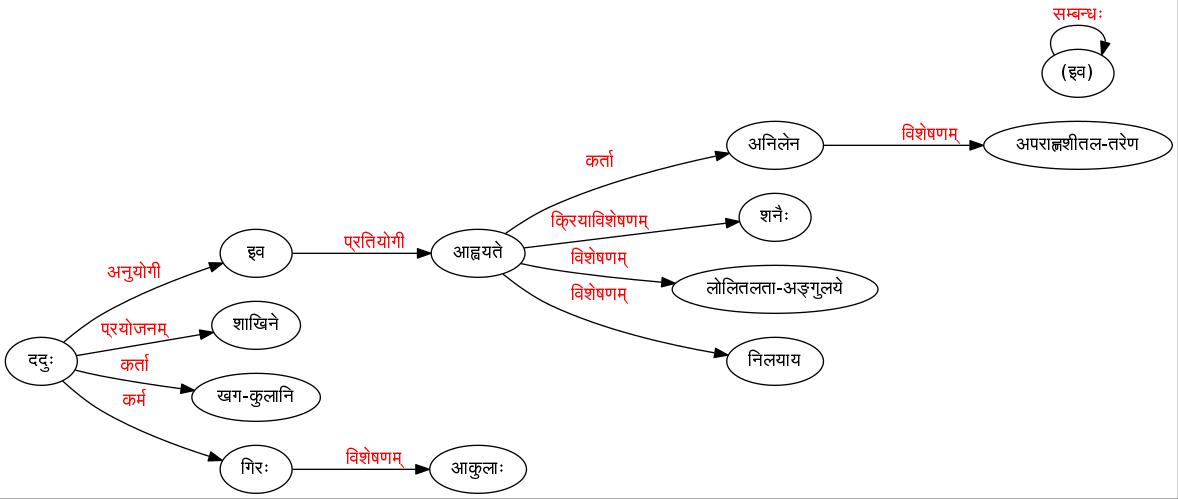 सम्बन्धः
(इव)
कर्ता
अनिलेन
विशेषणम्
अपराह्णशीतल-तरेण
क्रियाविशेषणम्
शनैः
अनुयोगी
इव
प्रतियोगी
आह्वयते
विशेषणम्
लोलितलता-अङ्गुलये
विशेषणम्
प्रयोजनम्
शाखिने
ददुः
कर्ता
निलयाय
खग-कुलानि
कर्म
गिरः
विशेषणम्
आकुलाः